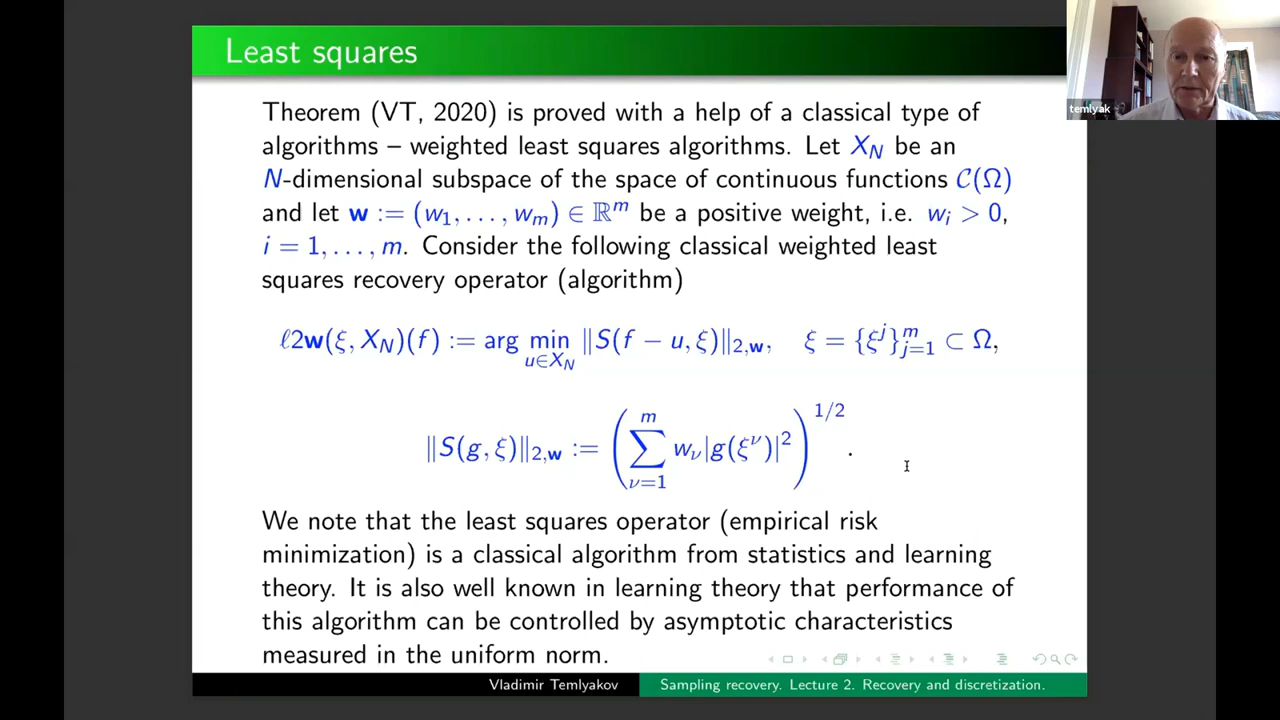 Least squares
temlyak
Theorem (VT, 2020) is proved with a help of a classical type of
algorithms – weighted least squares algorithms. Let X_N be an
N-dimensional subspace of the space of continuous functions 𝒞(Ω)
and let w := (w_1, . . . , w_m) ∈ ℝ^m be a positive weight, i.e. w_i > 0,
i = 1, . . . , m. Consider the following classical weighted least
squares recovery operator (algorithm)
ℓ2w(ξ, X_N)(f) := arg min_{u∈X_N} ‖S(f − u, ξ)‖_{2,w}, ξ = {ξ^j}_{j=1}^m ⊂ Ω,
‖S(g, ξ)‖_{2,w} := (∑_{ν=1}^m w_ν|g(ξ^ν)|^2)^{1/2}.
We note that the least squares operator (empirical risk
minimization) is a classical algorithm from statistics and learning
theory. It is also well known in learning theory that performance of
this algorithm can be controlled by asymptotic characteristics
measured in the uniform norm.
Vladimir Temlyakov Sampling recovery. Lecture 2. Recovery and discretization.